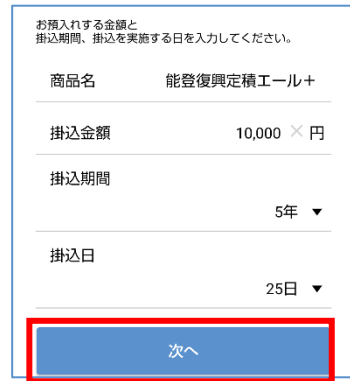 お預入れする金額と
掛込期間、掛込を実施する日を入力してください。
商品名 能登復興定積エール+
掛込金額 10,000 × 円
掛込期間
5年 ▼
掛込日
25日 ▼
次へ